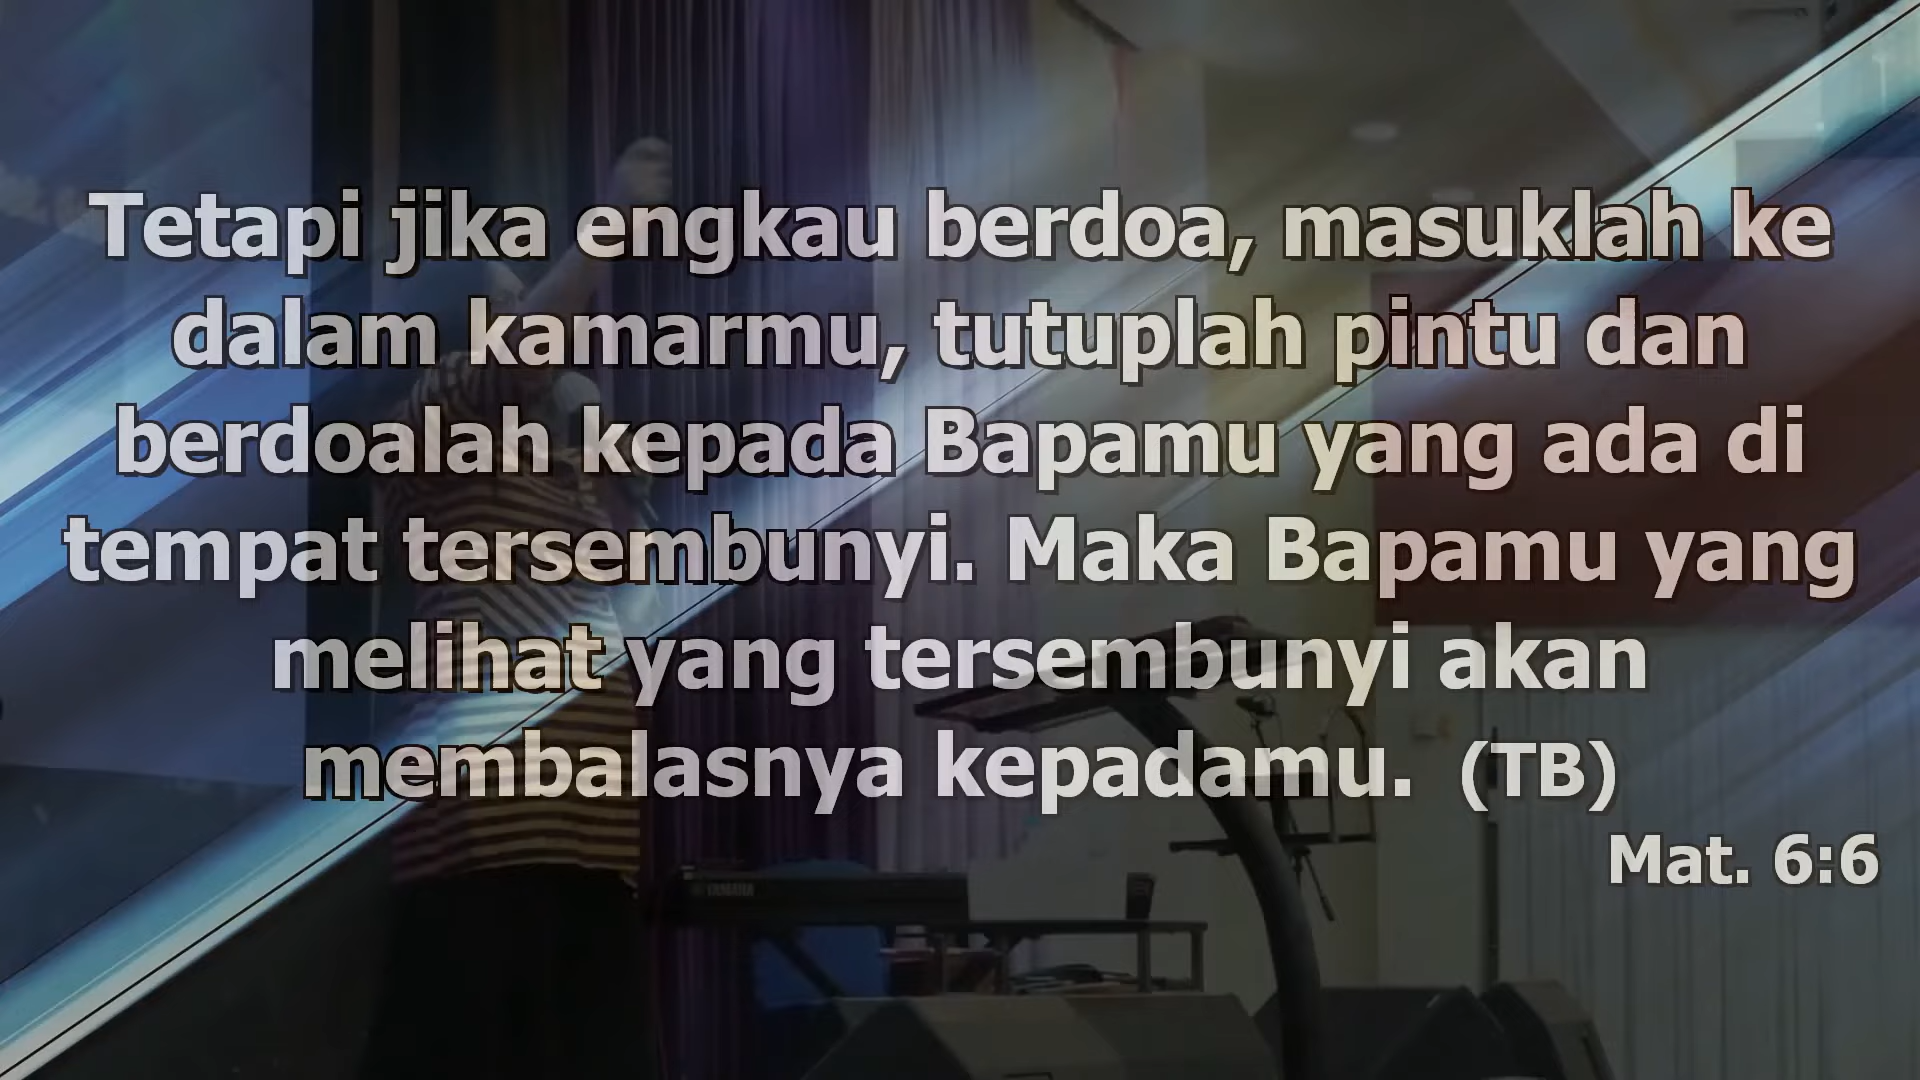 Tetapi jika engkau berdoa, masuklah ke
dalam kamarmu, tutuplah pintu dan
berdoalah kepada Bapamu yang ada di
tempat tersembunyi. Maka Bapamu yang
melihat yang tersembunyi akan
membalasnya kepadamu. (TB)
Mat. 6:6
YAMAHA